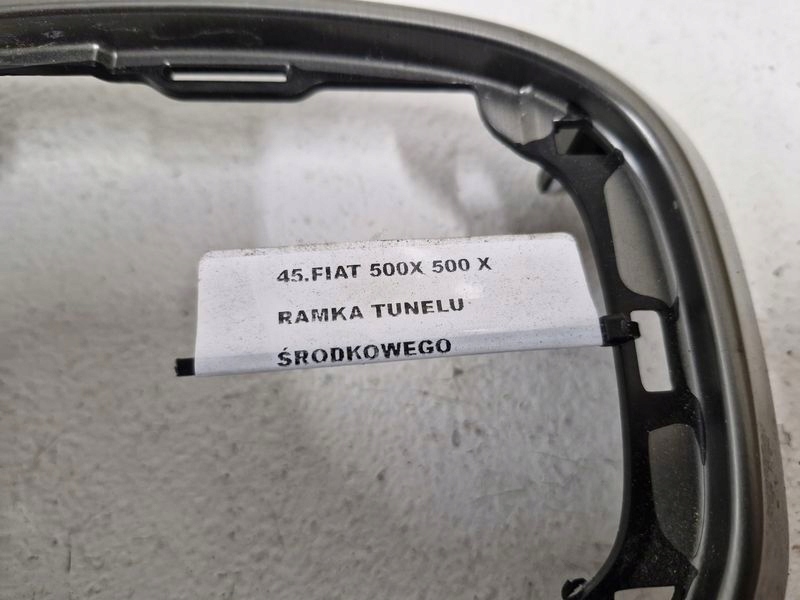 45.FIAT 500X 500 X
RAMKA TUNELU
ŚRODKOWEGO